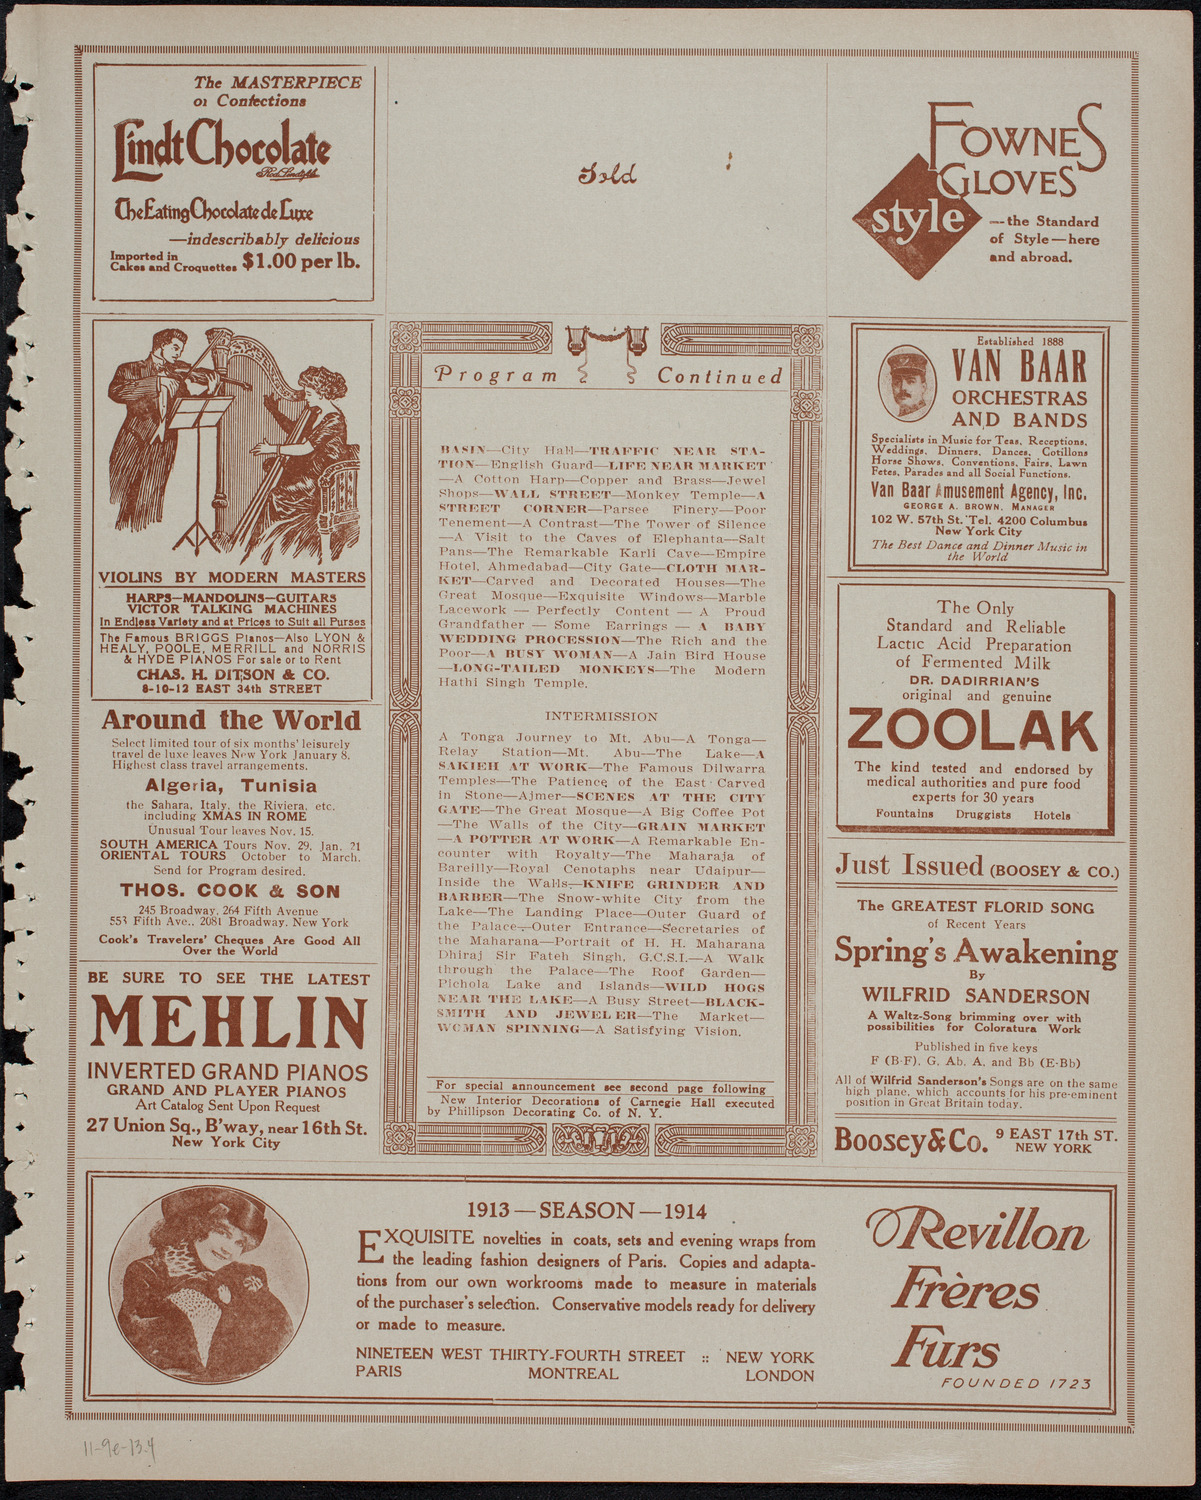 The MASTERPIECE
of Confections
Lindt Chocolate
Rod. Lindt fils
The Eating Chocolate de Luxe
—indescribably delicious
Imported in
Cakes and Croquettes $1.00 per lb.
Sold
FOWNES
GLOVES
style
—the Standard
of Style—here
and abroad.
VIOLINS BY MODERN MASTERS
HARPS—MANDOLINS—GUITARS
VICTOR TALKING MACHINES
In Endless Variety and at Prices to Suit all Purses
The Famous BRIGGS Pianos—Also LYON &
HEALY, POOLE, MERRILL and NORRIS
& HYDE PIANOS For sale or to Rent
CHAS. H. DITSON & CO.
8-10-12 EAST 34th STREET
Around the World
Select limited tour of six months' leisurely
travel de luxe leaves New York January 8.
Highest class travel arrangements.
Algeria, Tunisia
the Sahara, Italy, the Riviera, etc.
including XMAS IN ROME
Unusual Tour leaves Nov. 15.
SOUTH AMERICA Tours Nov. 29, Jan. 21
ORIENTAL TOURS October to March.
Send for Program desired.
THOS. COOK & SON
245 Broadway, 264 Fifth Avenue
553 Fifth Ave., 2081 Broadway, New York
Cook's Travelers' Cheques Are Good All
Over the World
BE SURE TO SEE THE LATEST
MEHLIN
INVERTED GRAND PIANOS
GRAND AND PLAYER PIANOS
Art Catalog Sent Upon Request
27 Union Sq., B'way, near 16th St.
New York City
Program Continued
BASIN—City Hall—TRAFFIC NEAR STA-
TION—English Guard—LIFE NEAR MARKET
—A Cotton Harp—Copper and Brass—Jewel
Shops—WALL STREET—Monkey Temple—A
STREET CORNER—Parsee Finery—Poor
Tenement—A Contrast—The Tower of Silence
—A Visit to the Caves of Elephanta—Salt
Pans—The Remarkable Karli Cave—Empire
Hotel, Ahmedabad—City Gate—CLOTH MAR-
KET—Carved and Decorated Houses—The
Great Mosque—Exquisite Windows—Marble
Lacework — Perfectly Content — A Proud
Grandfather — Some Earrings — A BABY
WEDDING PROCESSION—The Rich and the
Poor—A BUSY WOMAN—A Jain Bird House
—LONG-TAILED MONKEYS—The Modern
Hathi Singh Temple.
INTERMISSION
A Tonga Journey to Mt. Abu—A Tonga—
Relay Station—Mt. Abu—The Lake—A
SAKIEH AT WORK—The Famous Dilwarra
Temples—The Patience of the East Carved
in Stone—Ajmer—SCENES AT THE CITY
GATE—The Great Mosque—A Big Coffee Pot
—The Walls of the City—GRAIN MARKET
—A POTTER AT WORK—A Remarkable En-
counter with Royalty—The Maharaja of
Bareilly—Royal Cenotaphs near Udaipur—
Inside the Walls—KNIFE GRINDER AND
BARBER—The Snow-white City from the
Lake—The Landing Place—Outer Guard of
the Palace—Outer Entrance—Secretaries of
the Maharana—Portrait of H. H. Maharana
Dhiraj Sir Fateh Singh, G.C.S.I.—A Walk
through the Palace—The Roof Garden—
Pichola Lake and Islands—WILD HOGS
NEAR THE LAKE—A Busy Street—BLACK-
SMITH AND JEWELER—The Market—
WOMAN SPINNING—A Satisfying Vision.
For special announcement see second page following
New Interior Decorations of Carnegie Hall executed
by Phillipson Decorating Co. of N. Y.
Established 1888
VAN BAAR
ORCHESTRAS
AND BANDS
Specialists in Music for Teas, Receptions,
Weddings, Dinners, Dances, Cotillons
Horse Shows, Conventions, Fairs, Lawn
Fetes, Parades and all Social Functions.
Van Baar Amusement Agency, Inc.
GEORGE A. BROWN, MANAGER
102 W. 57th St. Tel. 4200 Columbus
New York City
The Best Dance and Dinner Music in
the World
The Only
Standard and Reliable
Lactic Acid Preparation
of Fermented Milk
DR. DADIRRIAN'S
original and genuine
ZOOLAK
The kind tested and endorsed by
medical authorities and pure food
experts for 30 years
Fountains Druggists Hotels
Just Issued (BOOSEY & CO.)
The GREATEST FLORID SONG
of Recent Years
Spring's Awakening
By
WILFRID SANDERSON
A Waltz-Song brimming over with
possibilities for Coloratura Work
Published in five keys
F (B-F), G, Ab, A, and Bb (E-Bb)
All of Wilfrid Sanderson's Songs are on the same
high plane, which accounts for his pre-eminent
position in Great Britain today.
Boosey & Co. 9 EAST 17th ST.
NEW YORK
1913—SEASON—1914
EXQUISITE novelties in coats, sets and evening wraps from
the leading fashion designers of Paris. Copies and adapta-
tions from our own workrooms made to measure in materials
of the purchaser's selection. Conservative models ready for delivery
or made to measure.
NINETEEN WEST THIRTY-FOURTH STREET :: NEW YORK
PARIS MONTREAL LONDON
Revillon
Frères
Furs
FOUNDED 1723
11-9e-13.4